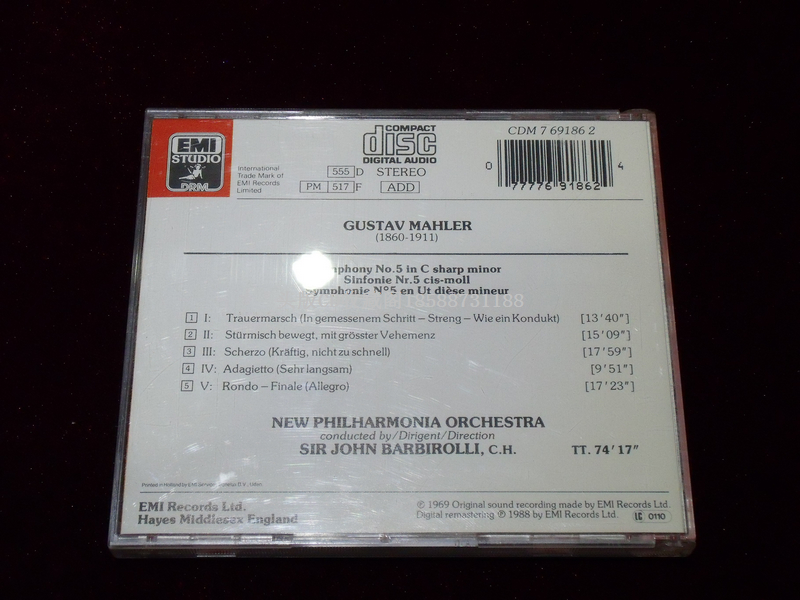 EMI
STUDIO
DRM
International
Trade Mark of
EMI Records
Limited
COMPACT
disc
DIGITAL AUDIO
555 D STEREO
PM 517 F ADD
CDM 7 69186 2
0 77776 91862 4
GUSTAV MAHLER
(1860-1911)
Symphony No.5 in C sharp minor
Sinfonie Nr.5 cis-moll
Symphonie N°5 en Ut dièse mineur
18588731188
1 I: Trauermarsch (In gemessenem Schritt – Streng – Wie ein Kondukt) [13'40"]
2 II: Stürmisch bewegt, mit grösster Vehemenz [15'09"]
3 III: Scherzo (Kräftig, nicht zu schnell) [17'59"]
4 IV: Adagietto (Sehr langsam) [9'51"]
5 V: Rondo – Finale (Allegro) [17'23"]
NEW PHILHARMONIA ORCHESTRA
conducted by/Dirigent/Direction
SIR JOHN BARBIROLLI, C.H. TT. 74'17"
Printed in Holland by EMI
EMI Records Ltd.
Hayes Middlesex England
℗ 1969 Original sound recording made by EMI Records Ltd.
Digital remastering ℗ 1988 by EMI Records Ltd.
LC 0110